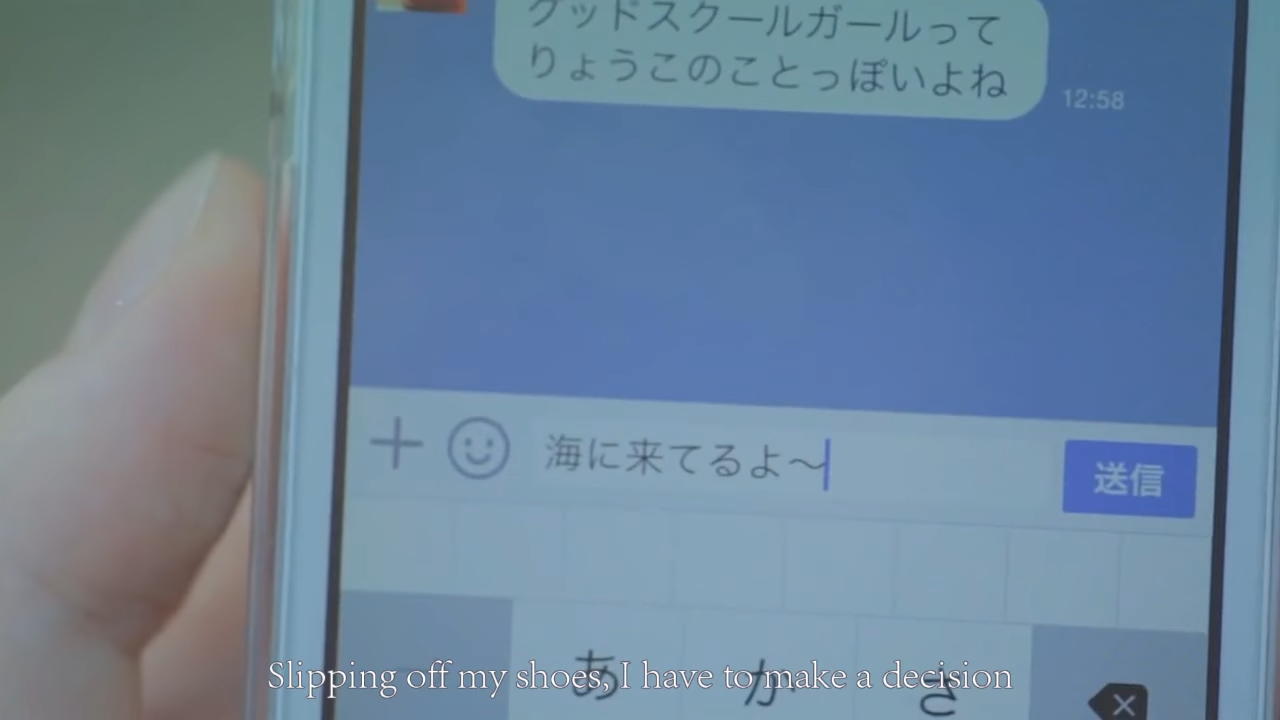 グッドスクールガールって
りょうこのことっぽいよね
12:58
海に来てるよ～
送信
あ
か
さ
Slipping off my shoes, I have to make a decision